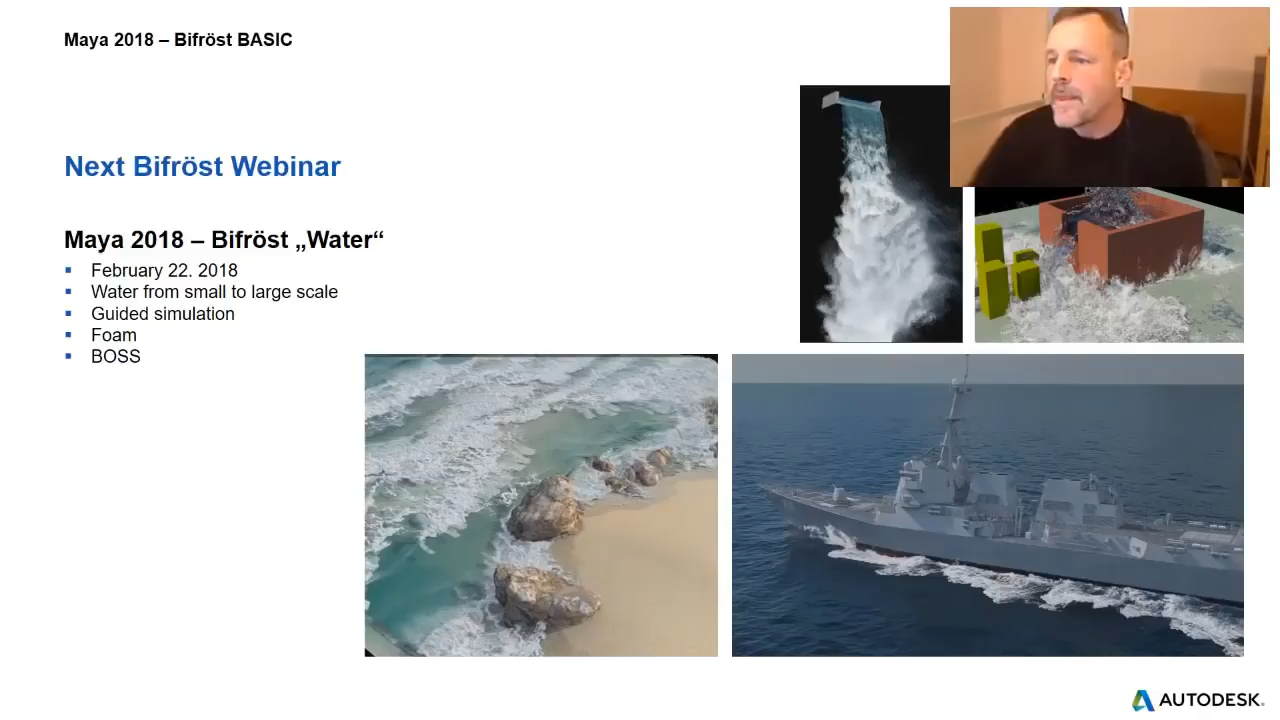 Maya 2018 – Bifröst BASIC
Next Bifröst Webinar
Maya 2018 – Bifröst „Water“
▪ February 22. 2018
▪ Water from small to large scale
▪ Guided simulation
▪ Foam
▪ BOSS
AUTODESK®